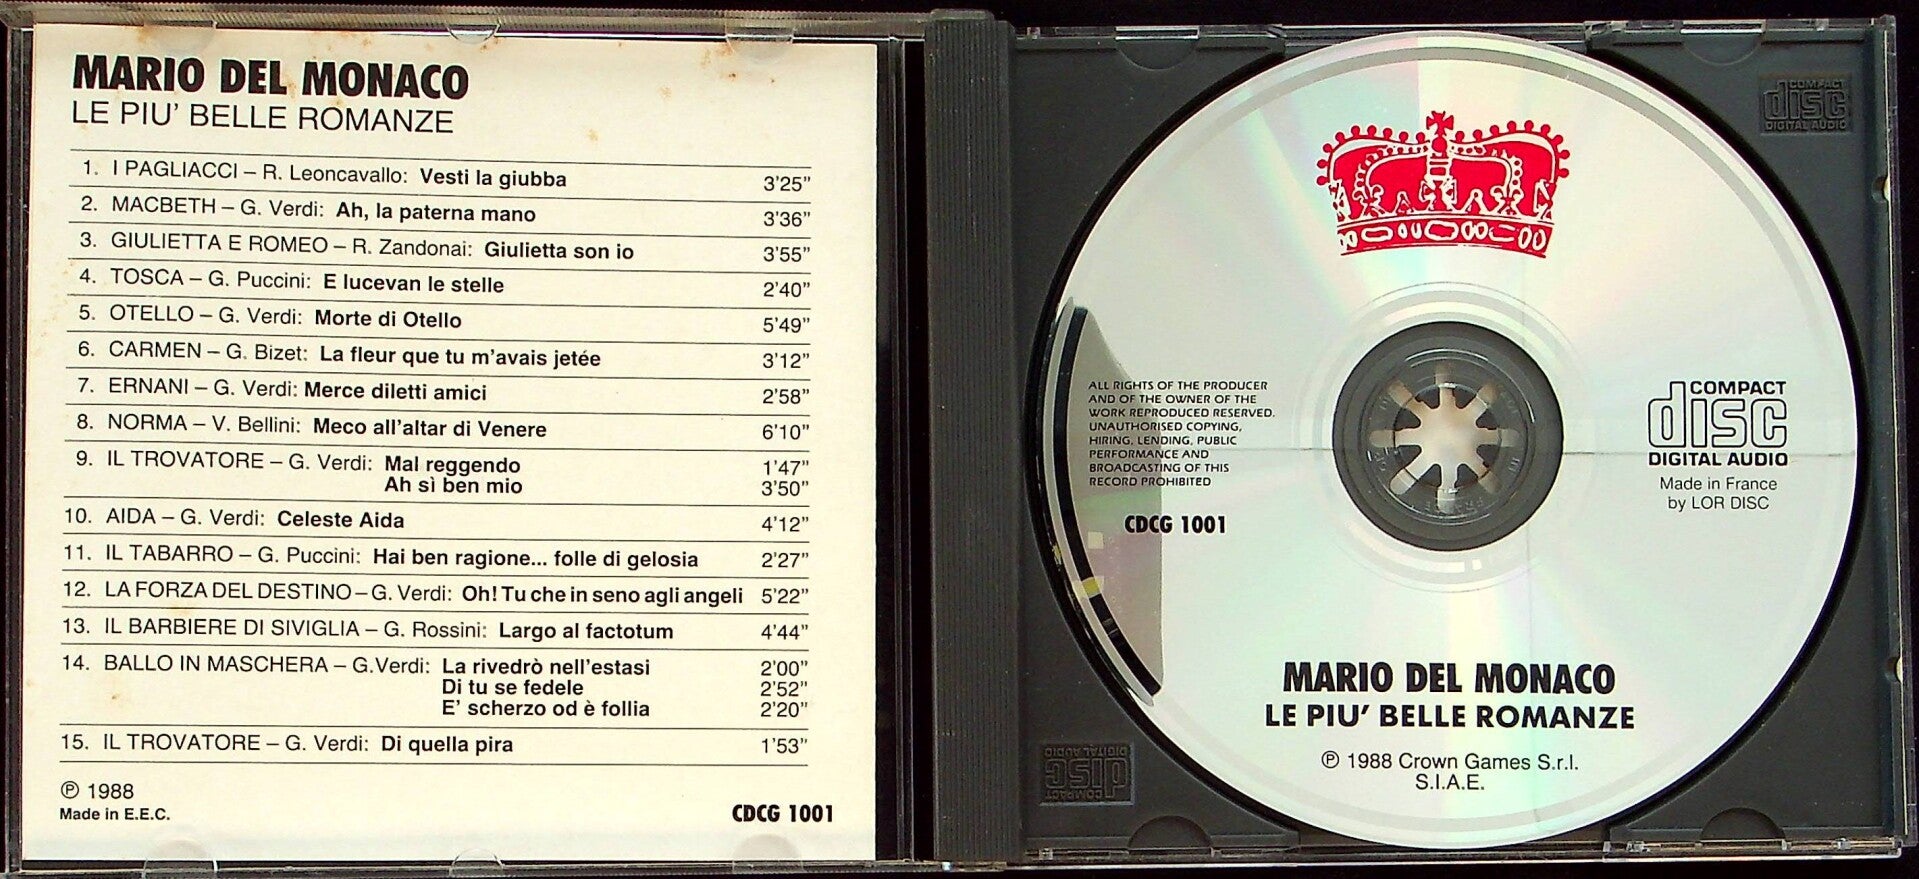 MARIO DEL MONACO
LE PIU' BELLE ROMANZE
1. I PAGLIACCI – R. Leoncavallo: Vesti la giubba 3'25"
2. MACBETH – G. Verdi: Ah, la paterna mano 3'36"
3. GIULIETTA E ROMEO – R. Zandonai: Giulietta son io 3'55"
4. TOSCA – G. Puccini: E lucevan le stelle 2'40"
5. OTELLO – G. Verdi: Morte di Otello 5'49"
6. CARMEN – G. Bizet: La fleur que tu m'avais jetée 3'12"
7. ERNANI – G. Verdi: Merce diletti amici 2'58"
8. NORMA – V. Bellini: Meco all'altar di Venere 6'10"
9. IL TROVATORE – G. Verdi: Mal reggendo 1'47"
Ah sì ben mio 3'50"
10. AIDA – G. Verdi: Celeste Aida 4'12"
11. IL TABARRO – G. Puccini: Hai ben ragione... folle di gelosia 2'27"
12. LA FORZA DEL DESTINO – G. Verdi: Oh! Tu che in seno agli angeli 5'22"
13. IL BARBIERE DI SIVIGLIA – G. Rossini: Largo al factotum 4'44"
14. BALLO IN MASCHERA – G.Verdi: La rivedrò nell'estasi 2'00"
Di tu se fedele 2'52"
E' scherzo od è follia 2'20"
15. IL TROVATORE – G. Verdi: Di quella pira 1'53"
℗ 1988
Made in E.E.C.
CDCG 1001
COMPACT
disc
DIGITAL AUDIO
ALL RIGHTS OF THE PRODUCER
AND OF THE OWNER OF THE
WORK REPRODUCED RESERVED.
UNAUTHORISED COPYING,
HIRING, LENDING, PUBLIC
PERFORMANCE AND
BROADCASTING OF THIS
RECORD PROHIBITED
CDCG 1001
COMPACT
disc
DIGITAL AUDIO
Made in France
by LOR DISC
MARIO DEL MONACO
LE PIU' BELLE ROMANZE
℗ 1988 Crown Games S.r.l.
S.I.A.E.
COMPACT
disc
DIGITAL AUDIO